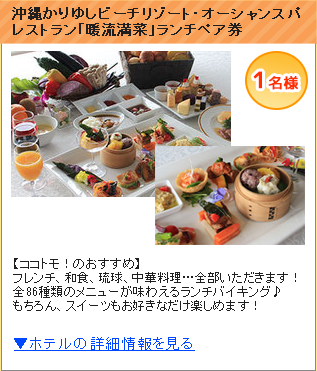 沖縄かりゆしビーチリゾート・オーシャンスパ
レストラン「暖流満菜」ランチペア券
1名様
【ココトモ！のおすすめ】
フレンチ、和食、琉球、中華料理…全部いただきます！
全86種類のメニューが味わえるランチバイキング♪
もちろん、スイーツもお好きなだけ楽しめます！
▼ホテルの詳細情報を見る